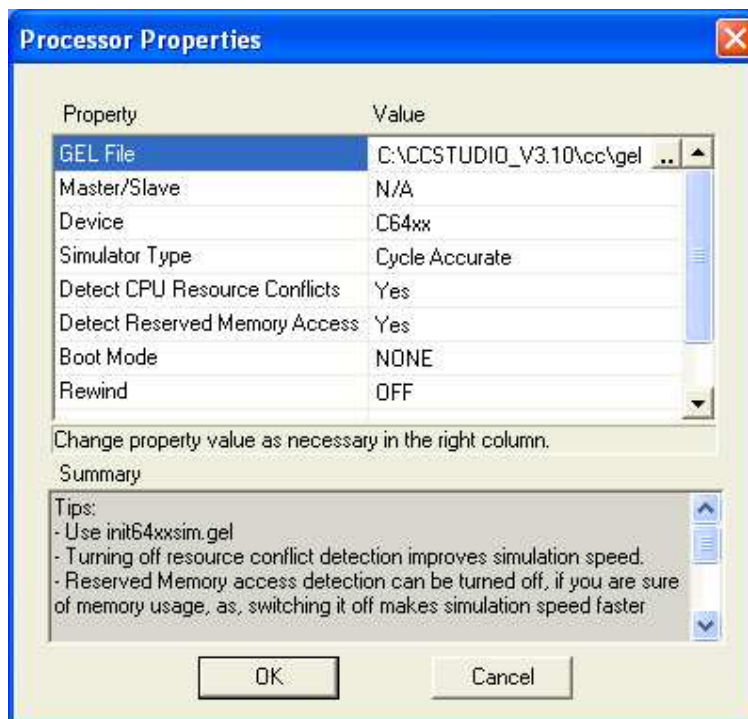 Processor Properties
Property Value
GEL File C:\CCSTUDIO_V3.10\cc\gel ..
Master/Slave N/A
Device C64xx
Simulator Type Cycle Accurate
Detect CPU Resource Conflicts Yes
Detect Reserved Memory Access Yes
Boot Mode NONE
Rewind OFF
Change property value as necessary in the right column.
Summary
Tips:
- Use init64xxsim.gel
- Turning off resource conflict detection improves simulation speed.
- Reserved Memory access detection can be turned off, if you are sure
of memory usage, as, switching it off makes simulation speed faster
OK Cancel